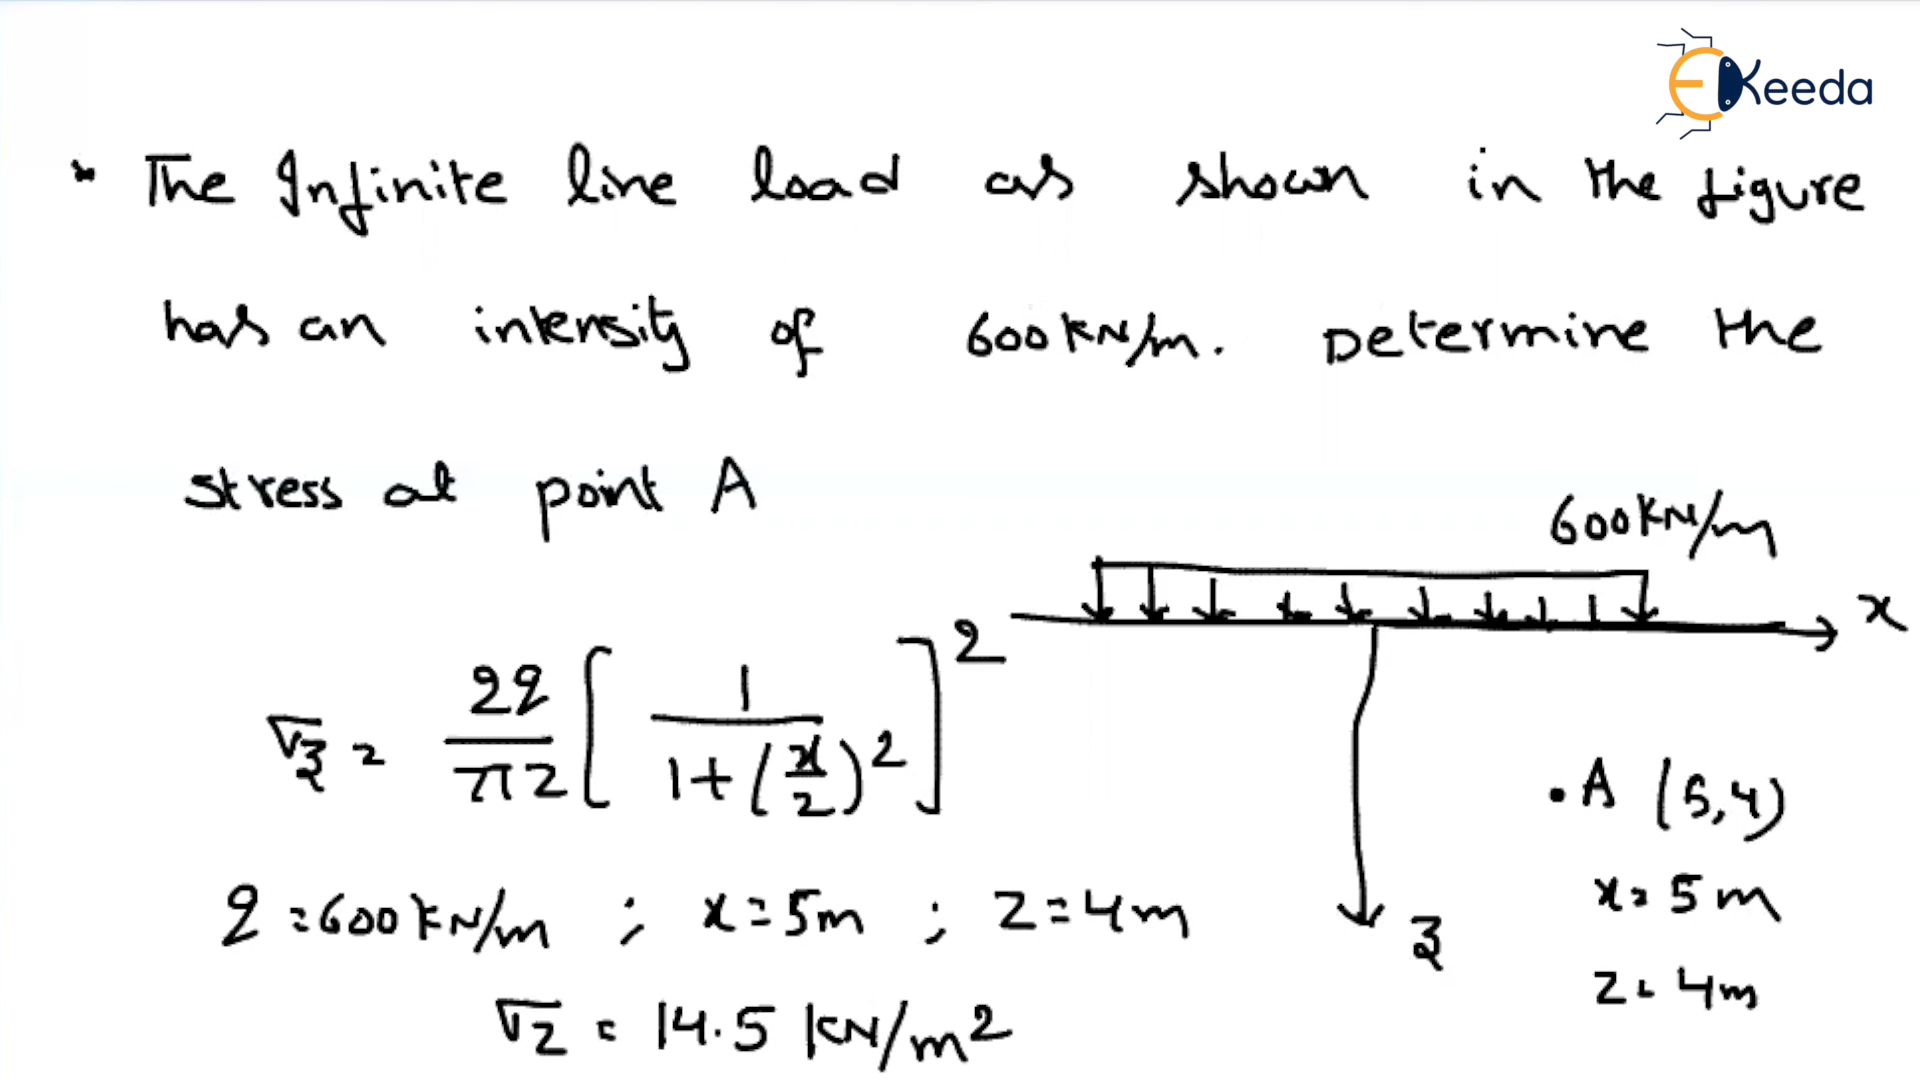 EKeeda
* The Infinite line load as shown in the figure
has an intensity of 600 kN/m. Determine the
stress at point A
600 kN/m
x
σz = 2q/πz [ 1/(1+(x/z)²) ]²
. A (5,4)
q = 600 kN/m ; x = 5m ; z = 4m
z
x = 5 m
z = 4m
σz = 14.5 kN/m²